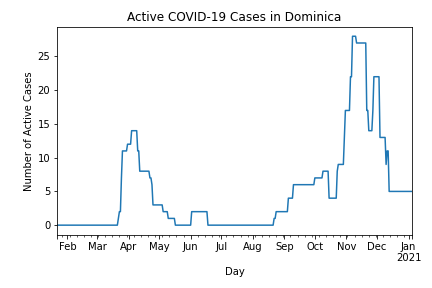 Active COVID-19 Cases in Dominica
Number of Active Cases
25
20
15
10
5
0
Feb Mar Apr May Jun Jul Aug Sep Oct Nov Dec Jan
2021
Day